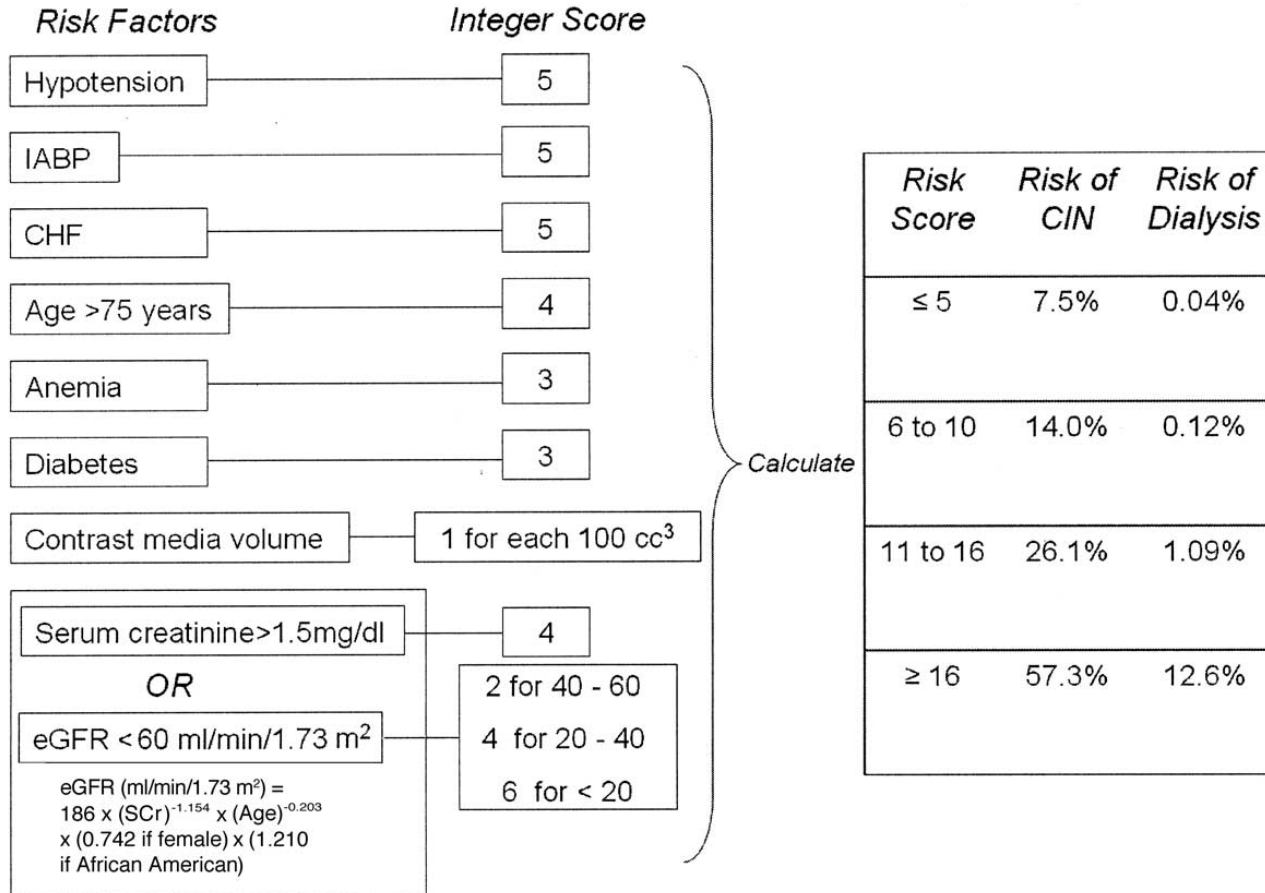 Risk Factors
Integer Score
Hypotension
5
IABP
5
CHF
5
Age >75 years
4
Anemia
3
Diabetes
3
Contrast media volume
1 for each 100 cc³
Serum creatinine>1.5mg/dl
4
OR
eGFR <60 ml/min/1.73 m²
2 for 40 - 60
4 for 20 - 40
6 for < 20
eGFR (ml/min/1.73 m²) =
186 x (SCr)⁻¹·¹⁵⁴ x (Age)⁻⁰·²⁰³
x (0.742 if female) x (1.210
if African American)
Calculate
Risk Score Risk of CIN Risk of Dialysis
≤ 5 7.5% 0.04%
6 to 10 14.0% 0.12%
11 to 16 26.1% 1.09%
≥ 16 57.3% 12.6%